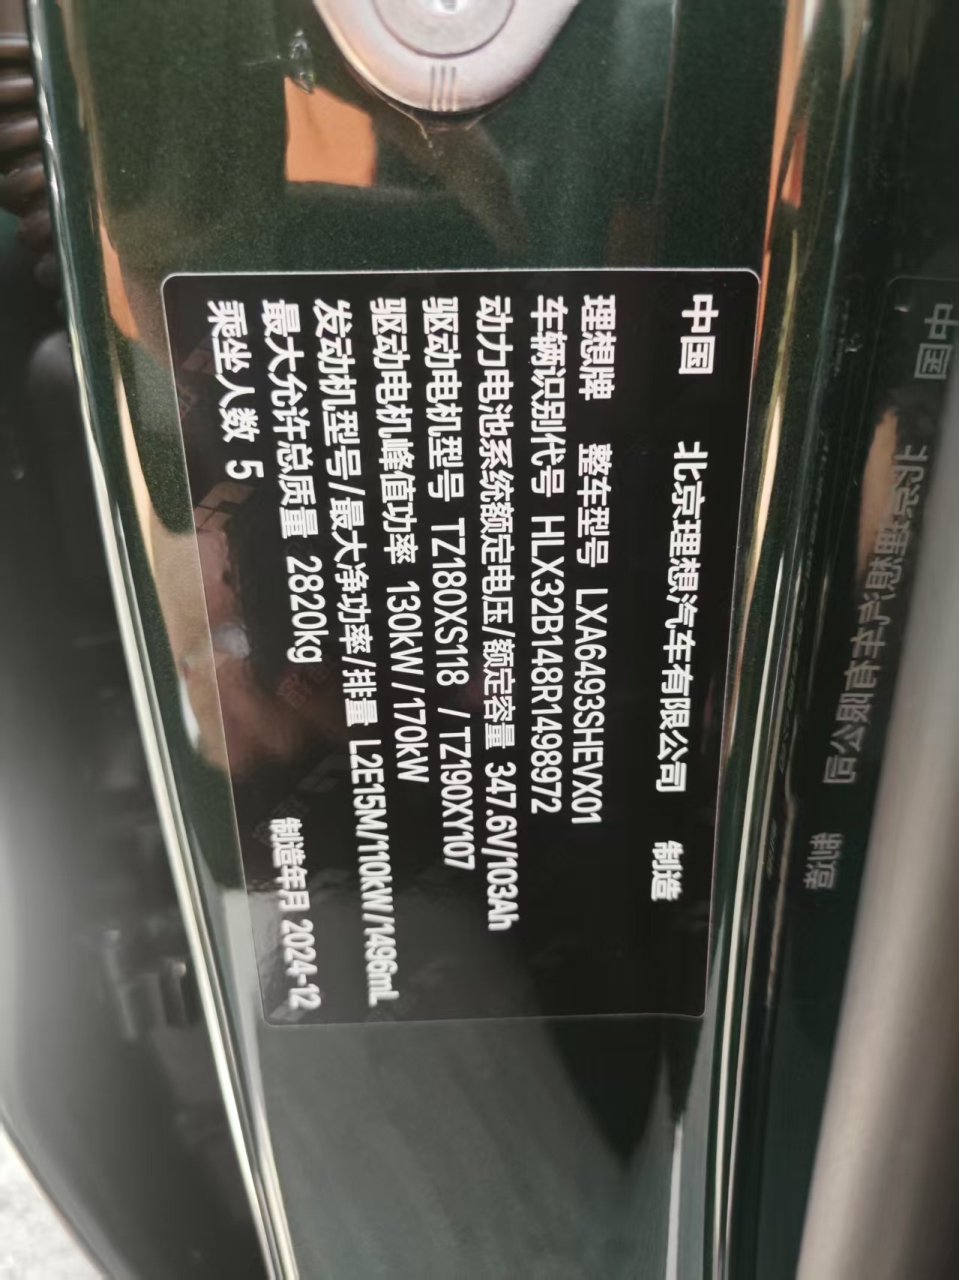 中国 北京理想汽车有限公司 制造
理想牌 整车型号 LXA6493SHEVX01
车辆识别代号 HLX32B148R1498972
动力电池系统额定电压/额定容量 347.6V/103Ah
驱动电机型号 TZ180XS118 / TZ190XY107
驱动电机峰值功率 130kW / 170kW
发动机型号/最大净功率/排量 L2E15M/110kW/1496mL
最大允许总质量 2820kg 制造年月 2024-12
乘坐人数 5